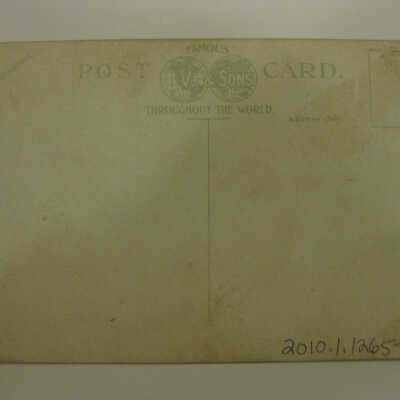 FAMOUS
POST V & SONS CARD.
THROUGHOUT THE WORLD.
2010.1.1265